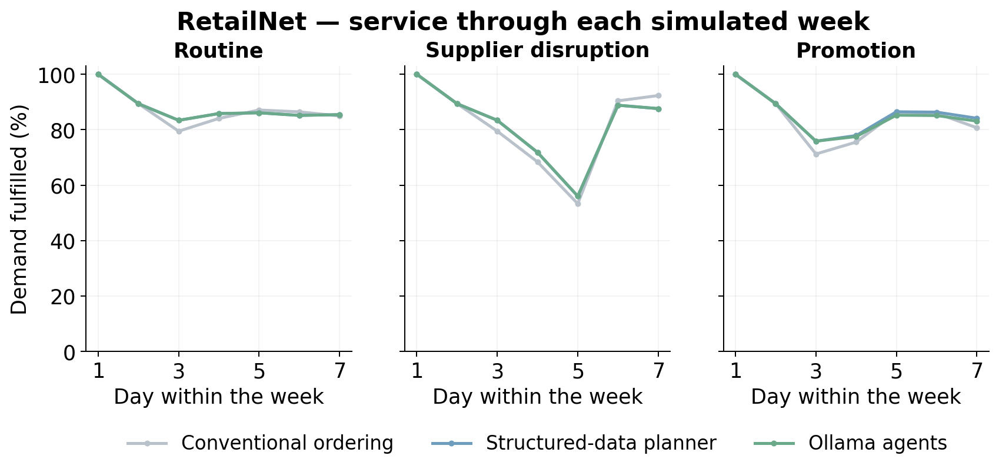 RetailNet — service through each simulated week
Routine
Supplier disruption
Promotion
Demand fulfilled (%)
100
80
60
40
20
0
1 3 5 7
1 3 5 7
1 3 5 7
Day within the week
Day within the week
Day within the week
Conventional ordering
Structured-data planner
Ollama agents